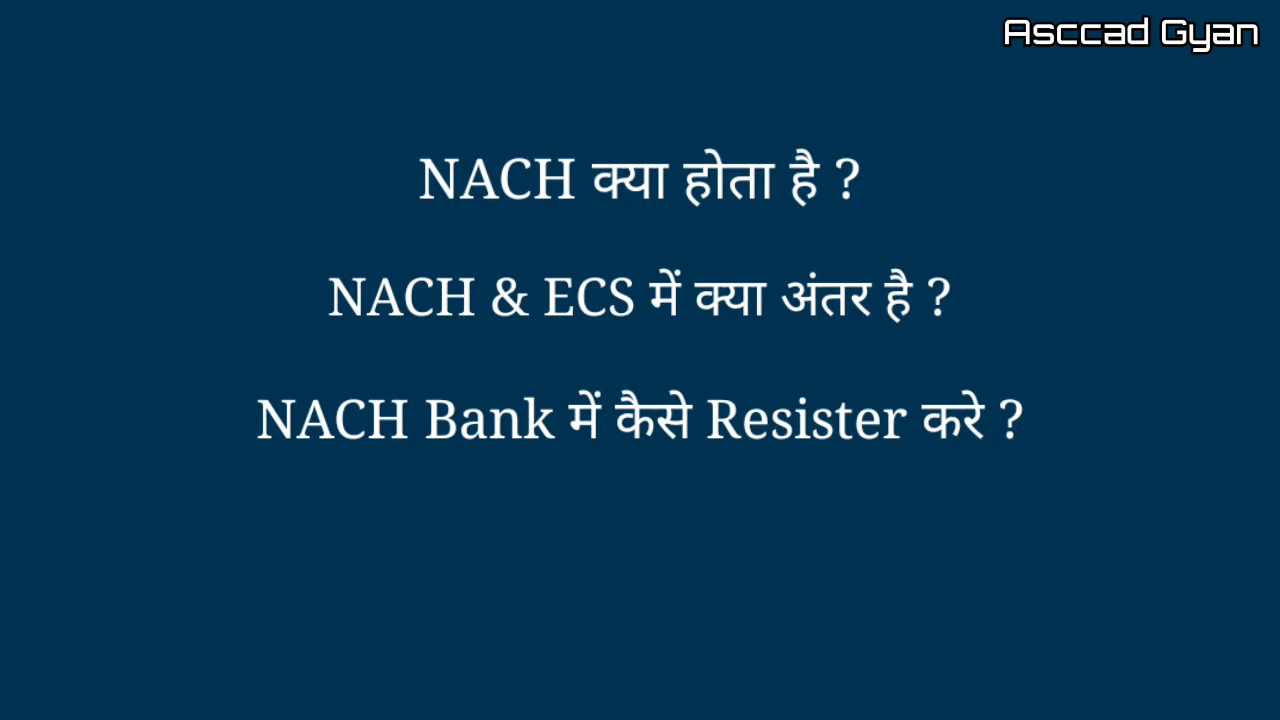 Asccad Gyan
NACH क्या होता है ?
NACH & ECS में क्या अंतर है ?
NACH Bank में कैसे Resister करे ?